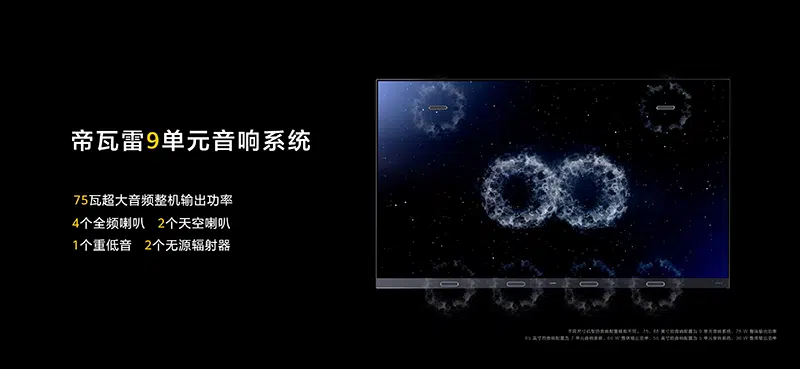 帝瓦雷9单元音响系统
75瓦超大音频整机输出功率
4个全频喇叭 2个天空喇叭
1个重低音 2个无源辐射器